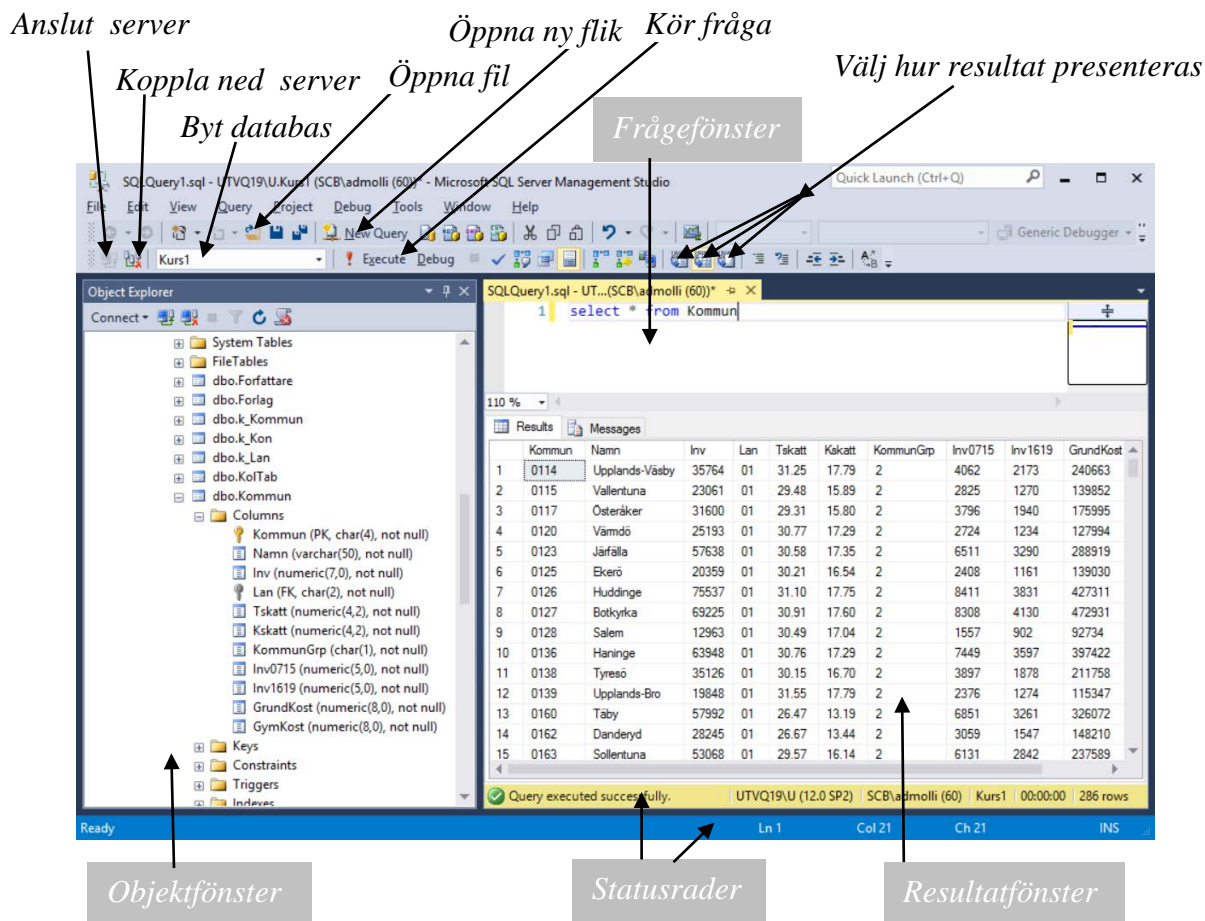 Anslut server
Öppna ny flik
Kör fråga
Koppla ned server
Öppna fil
Välj hur resultat presenteras
Byt databas
Frågefönster
SQLQuery1.sql - UTVQ19\U.Kurs1 (SCB\admolli (60))* - Microsoft SQL Server Management Studio
Quick Launch (Ctrl+Q)
File Edit View Query Project Debug Tools Window Help
New Query
Generic Debugger
Kurs1
Execute Debug
Object Explorer
SQLQuery1.sql - UT...(SCB\admolli (60))*
Connect
1 select * from Kommun
System Tables
FileTables
dbo.Forfattare
dbo.Forlag
dbo.k_Kommun
dbo.k_Kon
dbo.k_Lan
dbo.KolTab
dbo.Kommun
Columns
Kommun (PK, char(4), not null)
Namn (varchar(50), not null)
Inv (numeric(7,0), not null)
Lan (FK, char(2), not null)
Tskatt (numeric(4,2), not null)
Kskatt (numeric(4,2), not null)
KommunGrp (char(1), not null)
Inv0715 (numeric(5,0), not null)
Inv1619 (numeric(5,0), not null)
GrundKost (numeric(8,0), not null)
GymKost (numeric(8,0), not null)
Keys
Constraints
Triggers
Indexes
110 %
Results Messages
Kommun Namn Inv Lan Tskatt Kskatt KommunGrp Inv0715 Inv1619 GrundKost
1 0114 Upplands-Väsby 35764 01 31.25 17.79 2 4062 2173 240663
2 0115 Vallentuna 23061 01 29.48 15.89 2 2825 1270 139852
3 0117 Österåker 31600 01 29.31 15.80 2 3796 1940 175995
4 0120 Värmdö 25193 01 30.77 17.29 2 2724 1234 127994
5 0123 Järfälla 57638 01 30.58 17.35 2 6511 3290 288919
6 0125 Ekerö 20359 01 30.21 16.54 2 2408 1161 139030
7 0126 Huddinge 75537 01 31.10 17.75 2 8411 3831 427311
8 0127 Botkyrka 69225 01 30.91 17.60 2 8308 4130 472931
9 0128 Salem 12963 01 30.49 17.04 2 1557 902 92734
10 0136 Haninge 63948 01 30.76 17.29 2 7449 3597 397422
11 0138 Tyresö 35126 01 30.15 16.70 2 3897 1878 211758
12 0139 Upplands-Bro 19848 01 31.55 17.79 2 2376 1274 115347
13 0160 Täby 57992 01 26.47 13.19 2 6851 3261 326072
14 0162 Danderyd 28245 01 26.67 13.44 2 3059 1547 148210
15 0163 Sollentuna 53068 01 29.57 16.14 2 6131 2842 237589
Query executed successfully. UTVQ19\U (12.0 SP2) SCB\admolli (60) Kurs1 00:00:00 286 rows
Ready Ln 1 Col 21 Ch 21 INS
Objektfönster
Statusrader
Resultatfönster